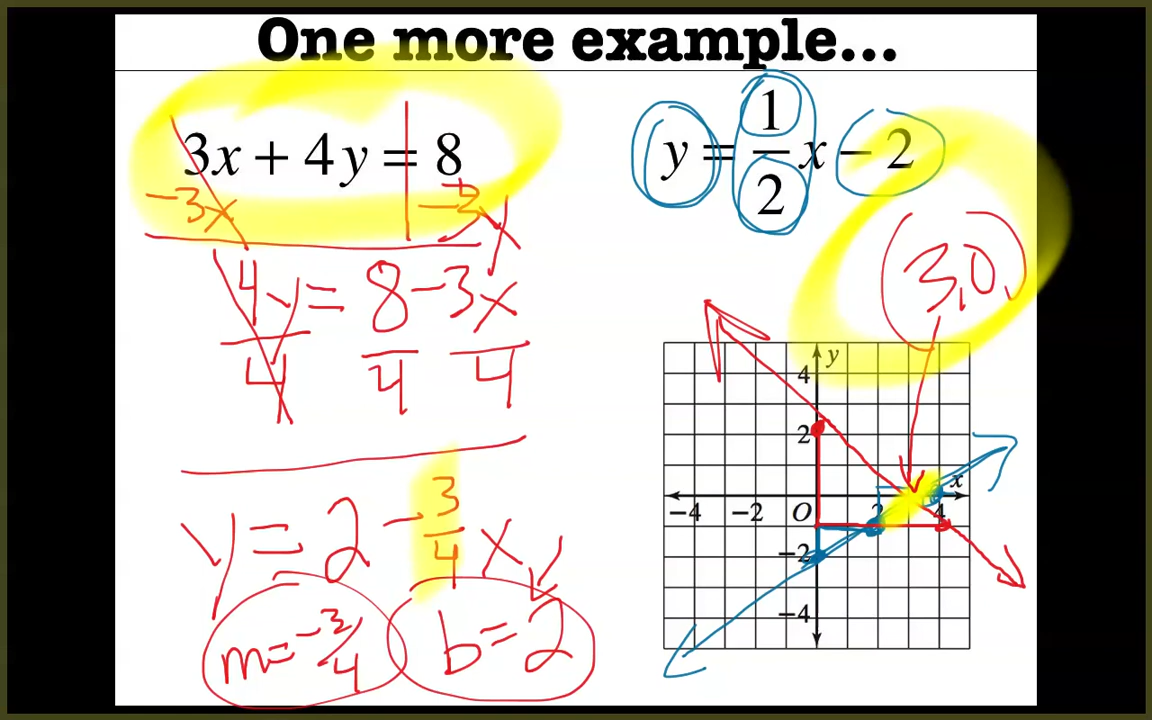 One more example...
3x + 4y = 8
-3x -3x
4y = 8 - 3x
4 4 4
y = 2 - 3/4 x
m = -3/4 b = 2
y = 1/2 x - 2
(3,0)
y
4
2
x
-4 -2 O 2 4
-2
-4